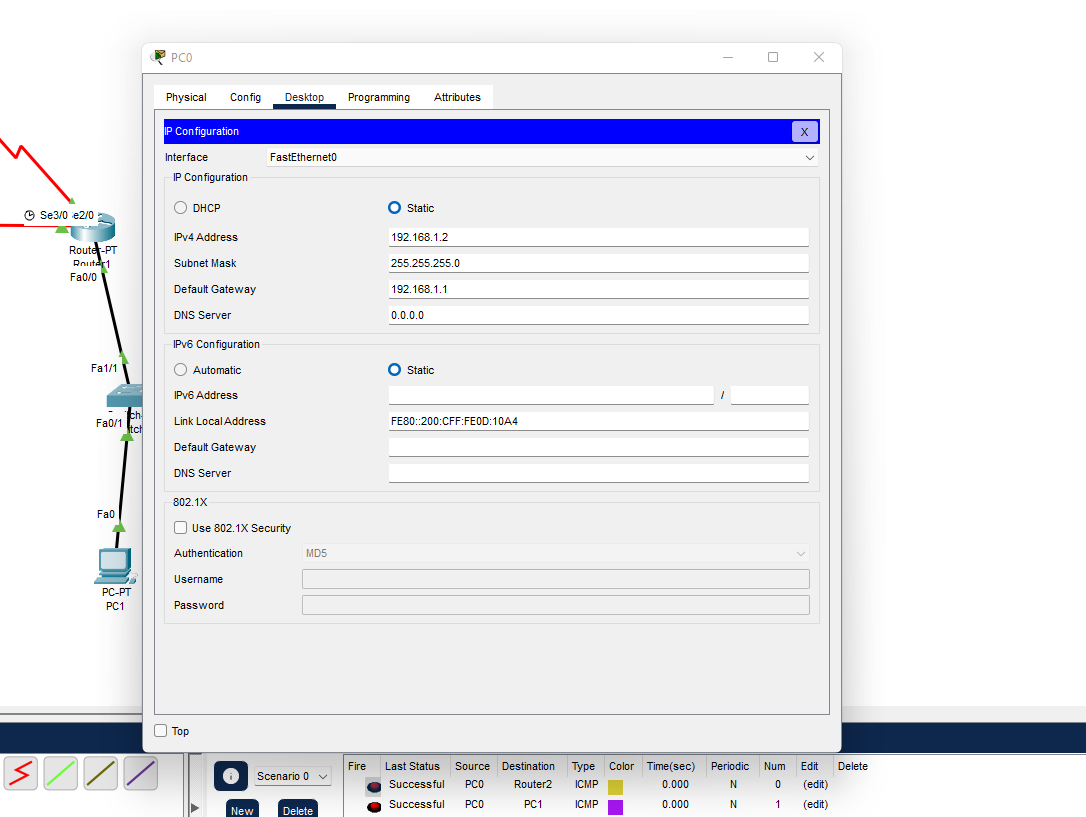 PC0
Physical Config Desktop Programming Attributes
IP Configuration X
Interface FastEthernet0
IP Configuration
DHCP Static
IPv4 Address 192.168.1.2
Subnet Mask 255.255.255.0
Default Gateway 192.168.1.1
DNS Server 0.0.0.0
IPv6 Configuration
Automatic Static
IPv6 Address /
Link Local Address FE80::200:CFF:FE0D:10A4
Default Gateway
DNS Server
802.1X
Use 802.1X Security
Authentication MD5
Username
Password
Top
Se3/0 Se2/0
Router-PT
Router1
Fa0/0
Fa1/1
Fa0/1
Fa0
PC-PT
PC1
Scenario 0
New Delete
Fire Last Status Source Destination Type Color Time(sec) Periodic Num Edit Delete
Successful PC0 Router2 ICMP 0.000 N 0 (edit)
Successful PC0 PC1 ICMP 0.000 N 1 (edit)